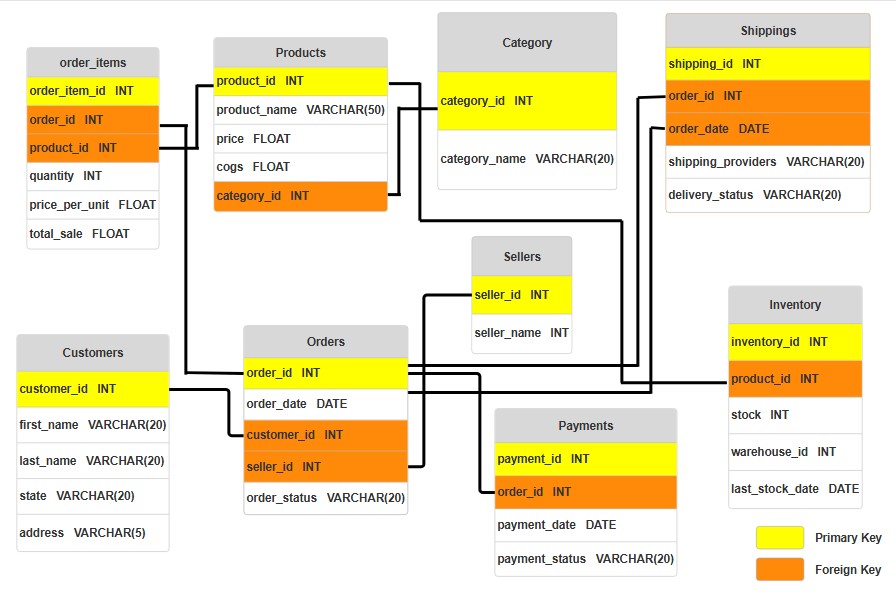 order_items
order_item_id INT
order_id INT
product_id INT
quantity INT
price_per_unit FLOAT
total_sale FLOAT
Products
product_id INT
product_name VARCHAR(50)
price FLOAT
cogs FLOAT
category_id INT
Category
category_id INT
category_name VARCHAR(20)
Shippings
shipping_id INT
order_id INT
order_date DATE
shipping_providers VARCHAR(20)
delivery_status VARCHAR(20)
Sellers
seller_id INT
seller_name INT
Customers
customer_id INT
first_name VARCHAR(20)
last_name VARCHAR(20)
state VARCHAR(20)
address VARCHAR(5)
Orders
order_id INT
order_date DATE
customer_id INT
seller_id INT
order_status VARCHAR(20)
Payments
payment_id INT
order_id INT
payment_date DATE
payment_status VARCHAR(20)
Inventory
inventory_id INT
product_id INT
stock INT
warehouse_id INT
last_stock_date DATE
Primary Key
Foreign Key